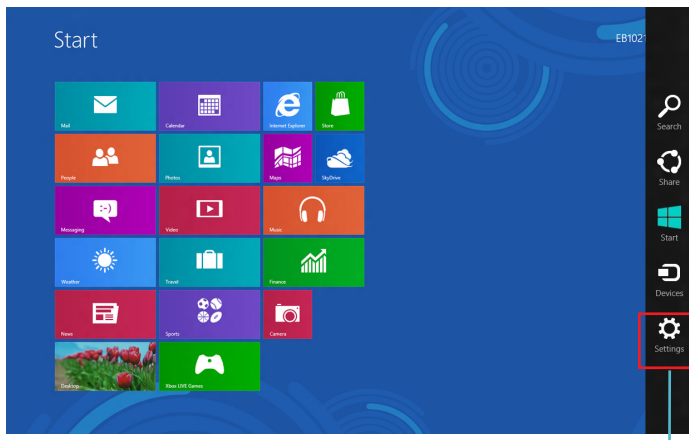 Start
EB1021
Search
Share
Start
Devices
Settings
Mail
Calendar
Internet Explorer
Store
People
Photos
Maps
SkyDrive
Messaging
:-)
Video
Music
Weather
Travel
Finance
News
Sports
Camera
Desktop
Xbox LIVE Games